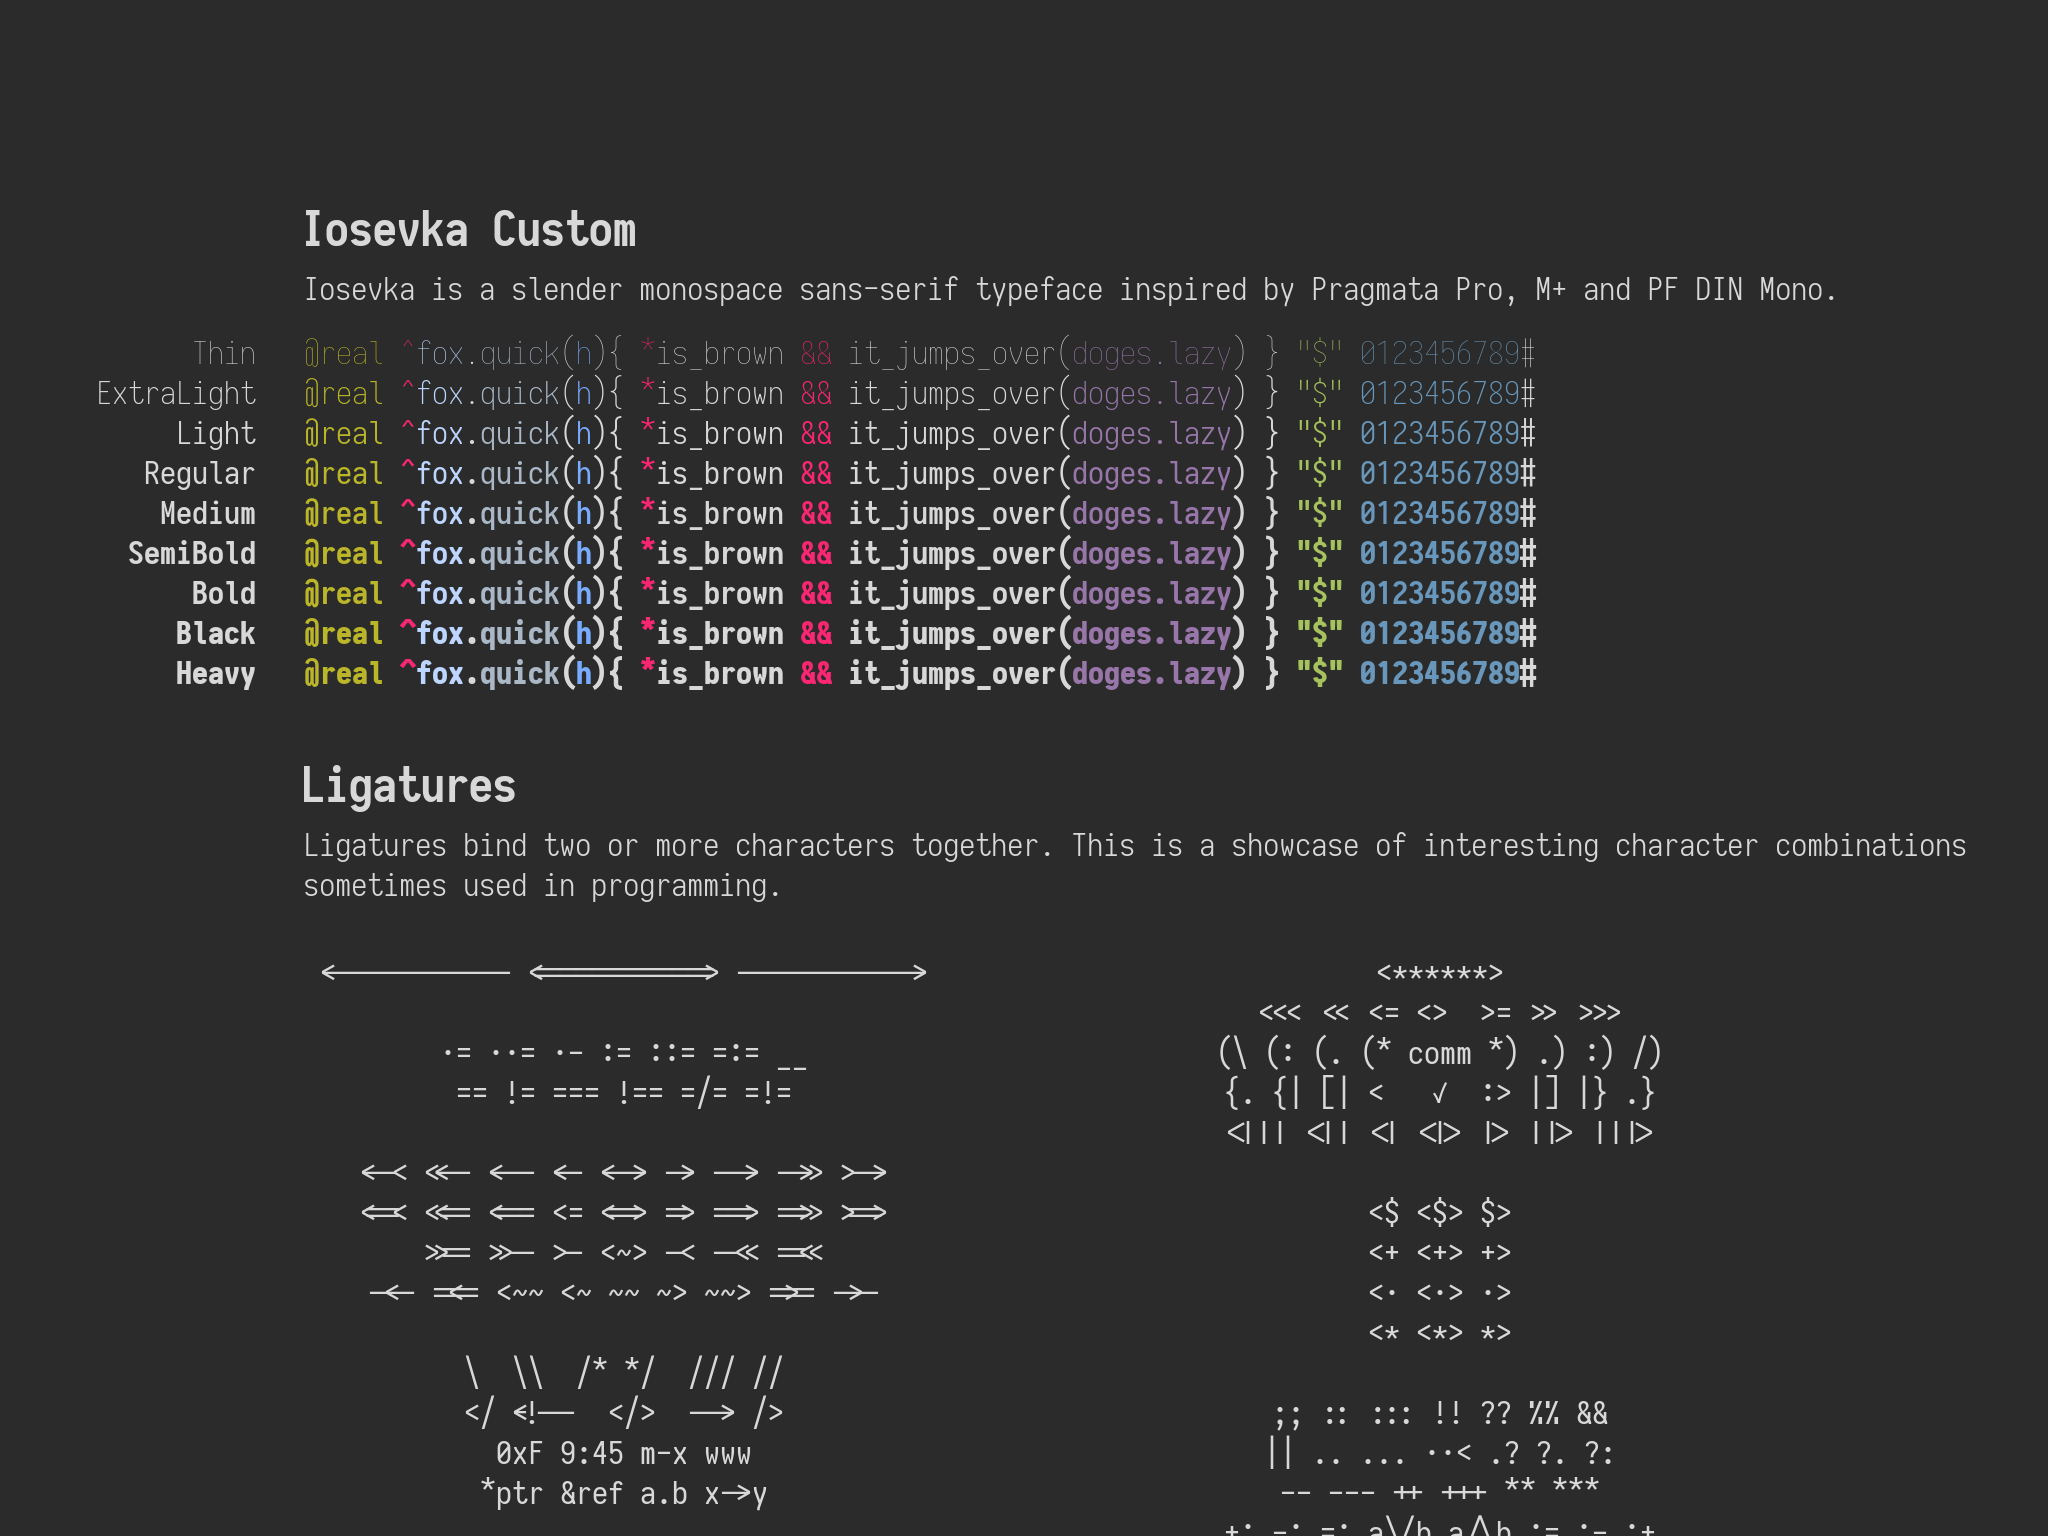 Iosevka Custom
Iosevka is a slender monospace sans-serif typeface inspired by Pragmata Pro, M+ and PF DIN Mono.
Thin @real ^fox.quick(h){ *is_brown && it_jumps_over(doges.lazy) } "$" 0123456789#
ExtraLight @real ^fox.quick(h){ *is_brown && it_jumps_over(doges.lazy) } "$" 0123456789#
Light @real ^fox.quick(h){ *is_brown && it_jumps_over(doges.lazy) } "$" 0123456789#
Regular @real ^fox.quick(h){ *is_brown && it_jumps_over(doges.lazy) } "$" 0123456789#
Medium @real ^fox.quick(h){ *is_brown && it_jumps_over(doges.lazy) } "$" 0123456789#
SemiBold @real ^fox.quick(h){ *is_brown && it_jumps_over(doges.lazy) } "$" 0123456789#
Bold @real ^fox.quick(h){ *is_brown && it_jumps_over(doges.lazy) } "$" 0123456789#
Black @real ^fox.quick(h){ *is_brown && it_jumps_over(doges.lazy) } "$" 0123456789#
Heavy @real ^fox.quick(h){ *is_brown && it_jumps_over(doges.lazy) } "$" 0123456789#
Ligatures
Ligatures bind two or more characters together. This is a showcase of interesting character combinations
sometimes used in programming.
<----------- <==========> ----------->
·= ··= ·- := ::= =:= __
== != === !== =/= =!=
<-< <<- <-- <- <-> -> --> ->> >->
<=< <<= <== <= <=> => ==> =>> >=>
>>= >>- >- <~> -< -<< =<<
-<- =<= <~~ <~ ~~ ~> ~~> =>= ->-
\ \\ /* */ /// //
</ <!-- </> --> />
0xF 9:45 m-x www
*ptr &ref a.b x->y
<******>
<<< << <= <> >= >> >>>
(\ (: (. (* comm *) .) :) /)
{. {| [| < √ :> |] |} .}
<||| <|| <| <|> |> ||> |||>
<$ <$> $>
<+ <+> +>
<· <·> ·>
<* <*> *>
;; :: ::: !! ?? %% &&
|| .. ... ··< .? ?. ?:
-- --- ++ +++ ** ***
+: -: =: a\/b a/\b := :- :+